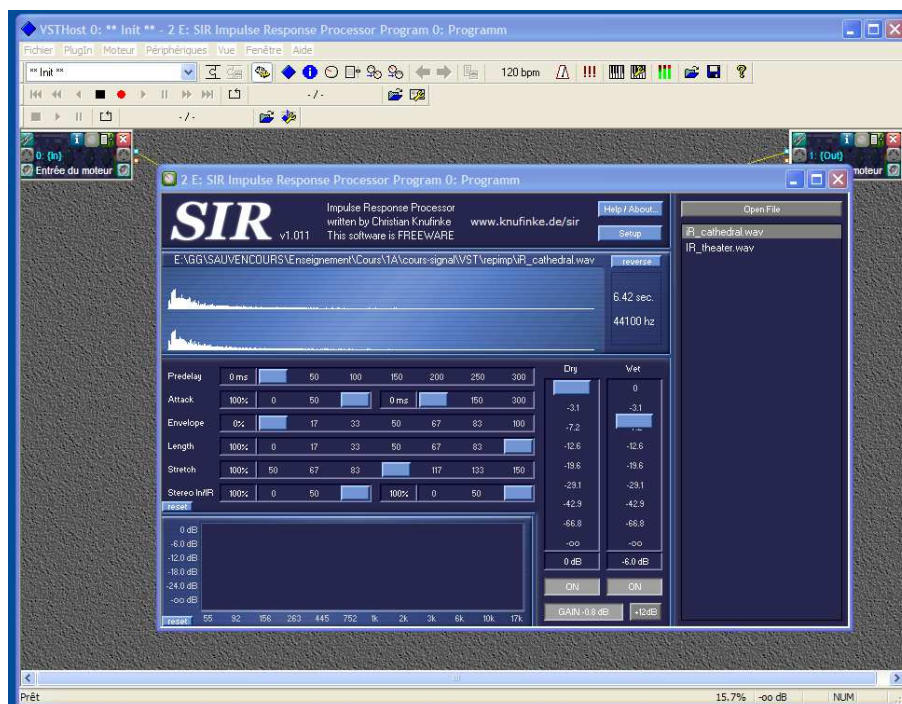 VSTHost 0: ** Init ** - 2 E: SIR Impulse Response Processor Program 0: Programm
Fichier PlugIn Moteur Périphériques Vue Fenêtre Aide
** Init ** 120 bpm
- / -
- / -
0: {In}
Entrée du moteur
1: {Out}
moteur
2 E: SIR Impulse Response Processor Program 0: Programm
SIR v1.011
Impulse Response Processor
written by Christian Knufinke www.knufinke.de/sir
This software is FREEWARE
Help / About...
Setup
Open File
iR_cathedral.wav
iR_theater.wav
E:\GG\SAUVENCOURS\Enseignement\Cours\1A\cours-signal\VST\repimp\iR_cathedral.wav reverse
6.42 sec.
44100 hz
Predelay 0 ms 50 100 150 200 250 300
Attack 100% 0 50 0 ms 150 300
Envelope 0% 17 33 50 67 83 100
Length 100% 0 17 33 50 67 83
Stretch 100% 50 67 83 117 133 150
Stereo In/IR 100% 0 50 100% 0 50
reset
Dry Wet
0
-3.1 -3.1
-7.2
-12.6 -12.6
-19.6 -19.6
-29.1 -29.1
-42.9 -42.9
-66.8 -66.8
-oo -oo
0 dB -6.0 dB
ON ON
GAIN -0.8 dB +12dB
0 dB
-6.0 dB
-12.0 dB
-18.0 dB
-24.0 dB
-oo dB
reset 55 92 156 263 445 752 1k 2k 3k 6k 10k 17k
Prêt 15.7% -oo dB NUM